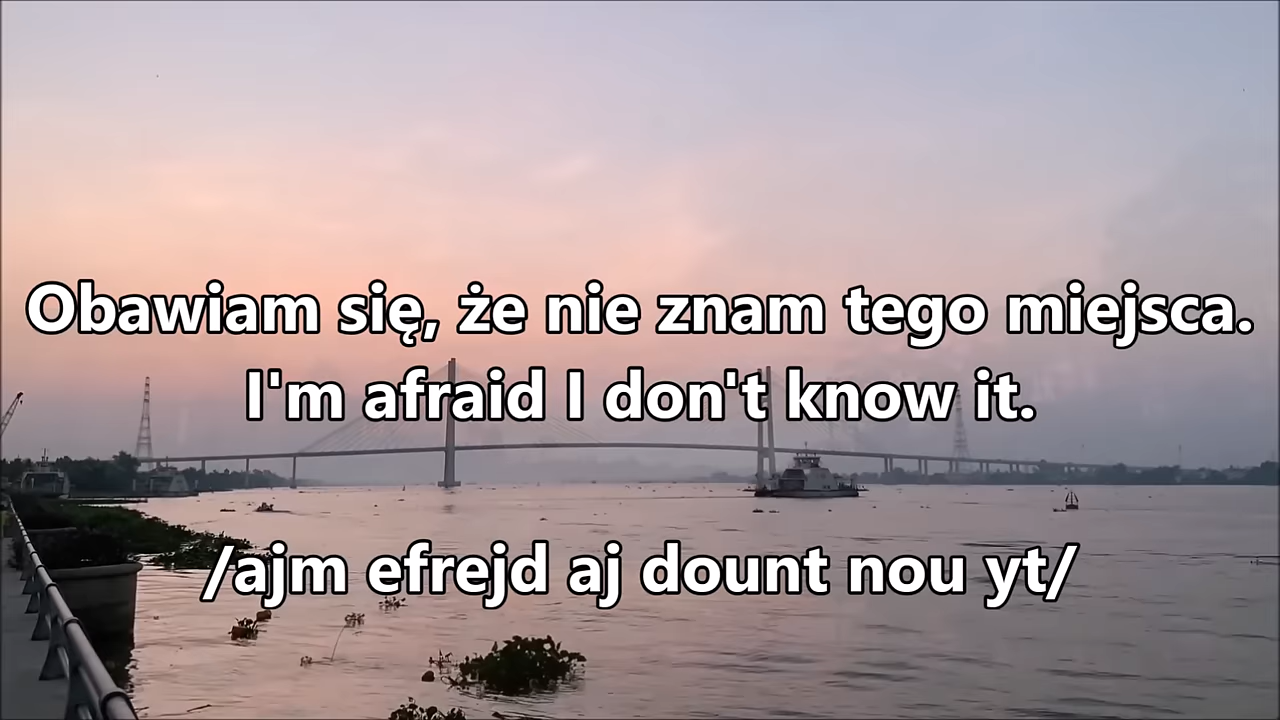 Obawiam się, że nie znam tego miejsca.
I'm afraid I don't know it.
/ajm efrejd aj dount nou yt/